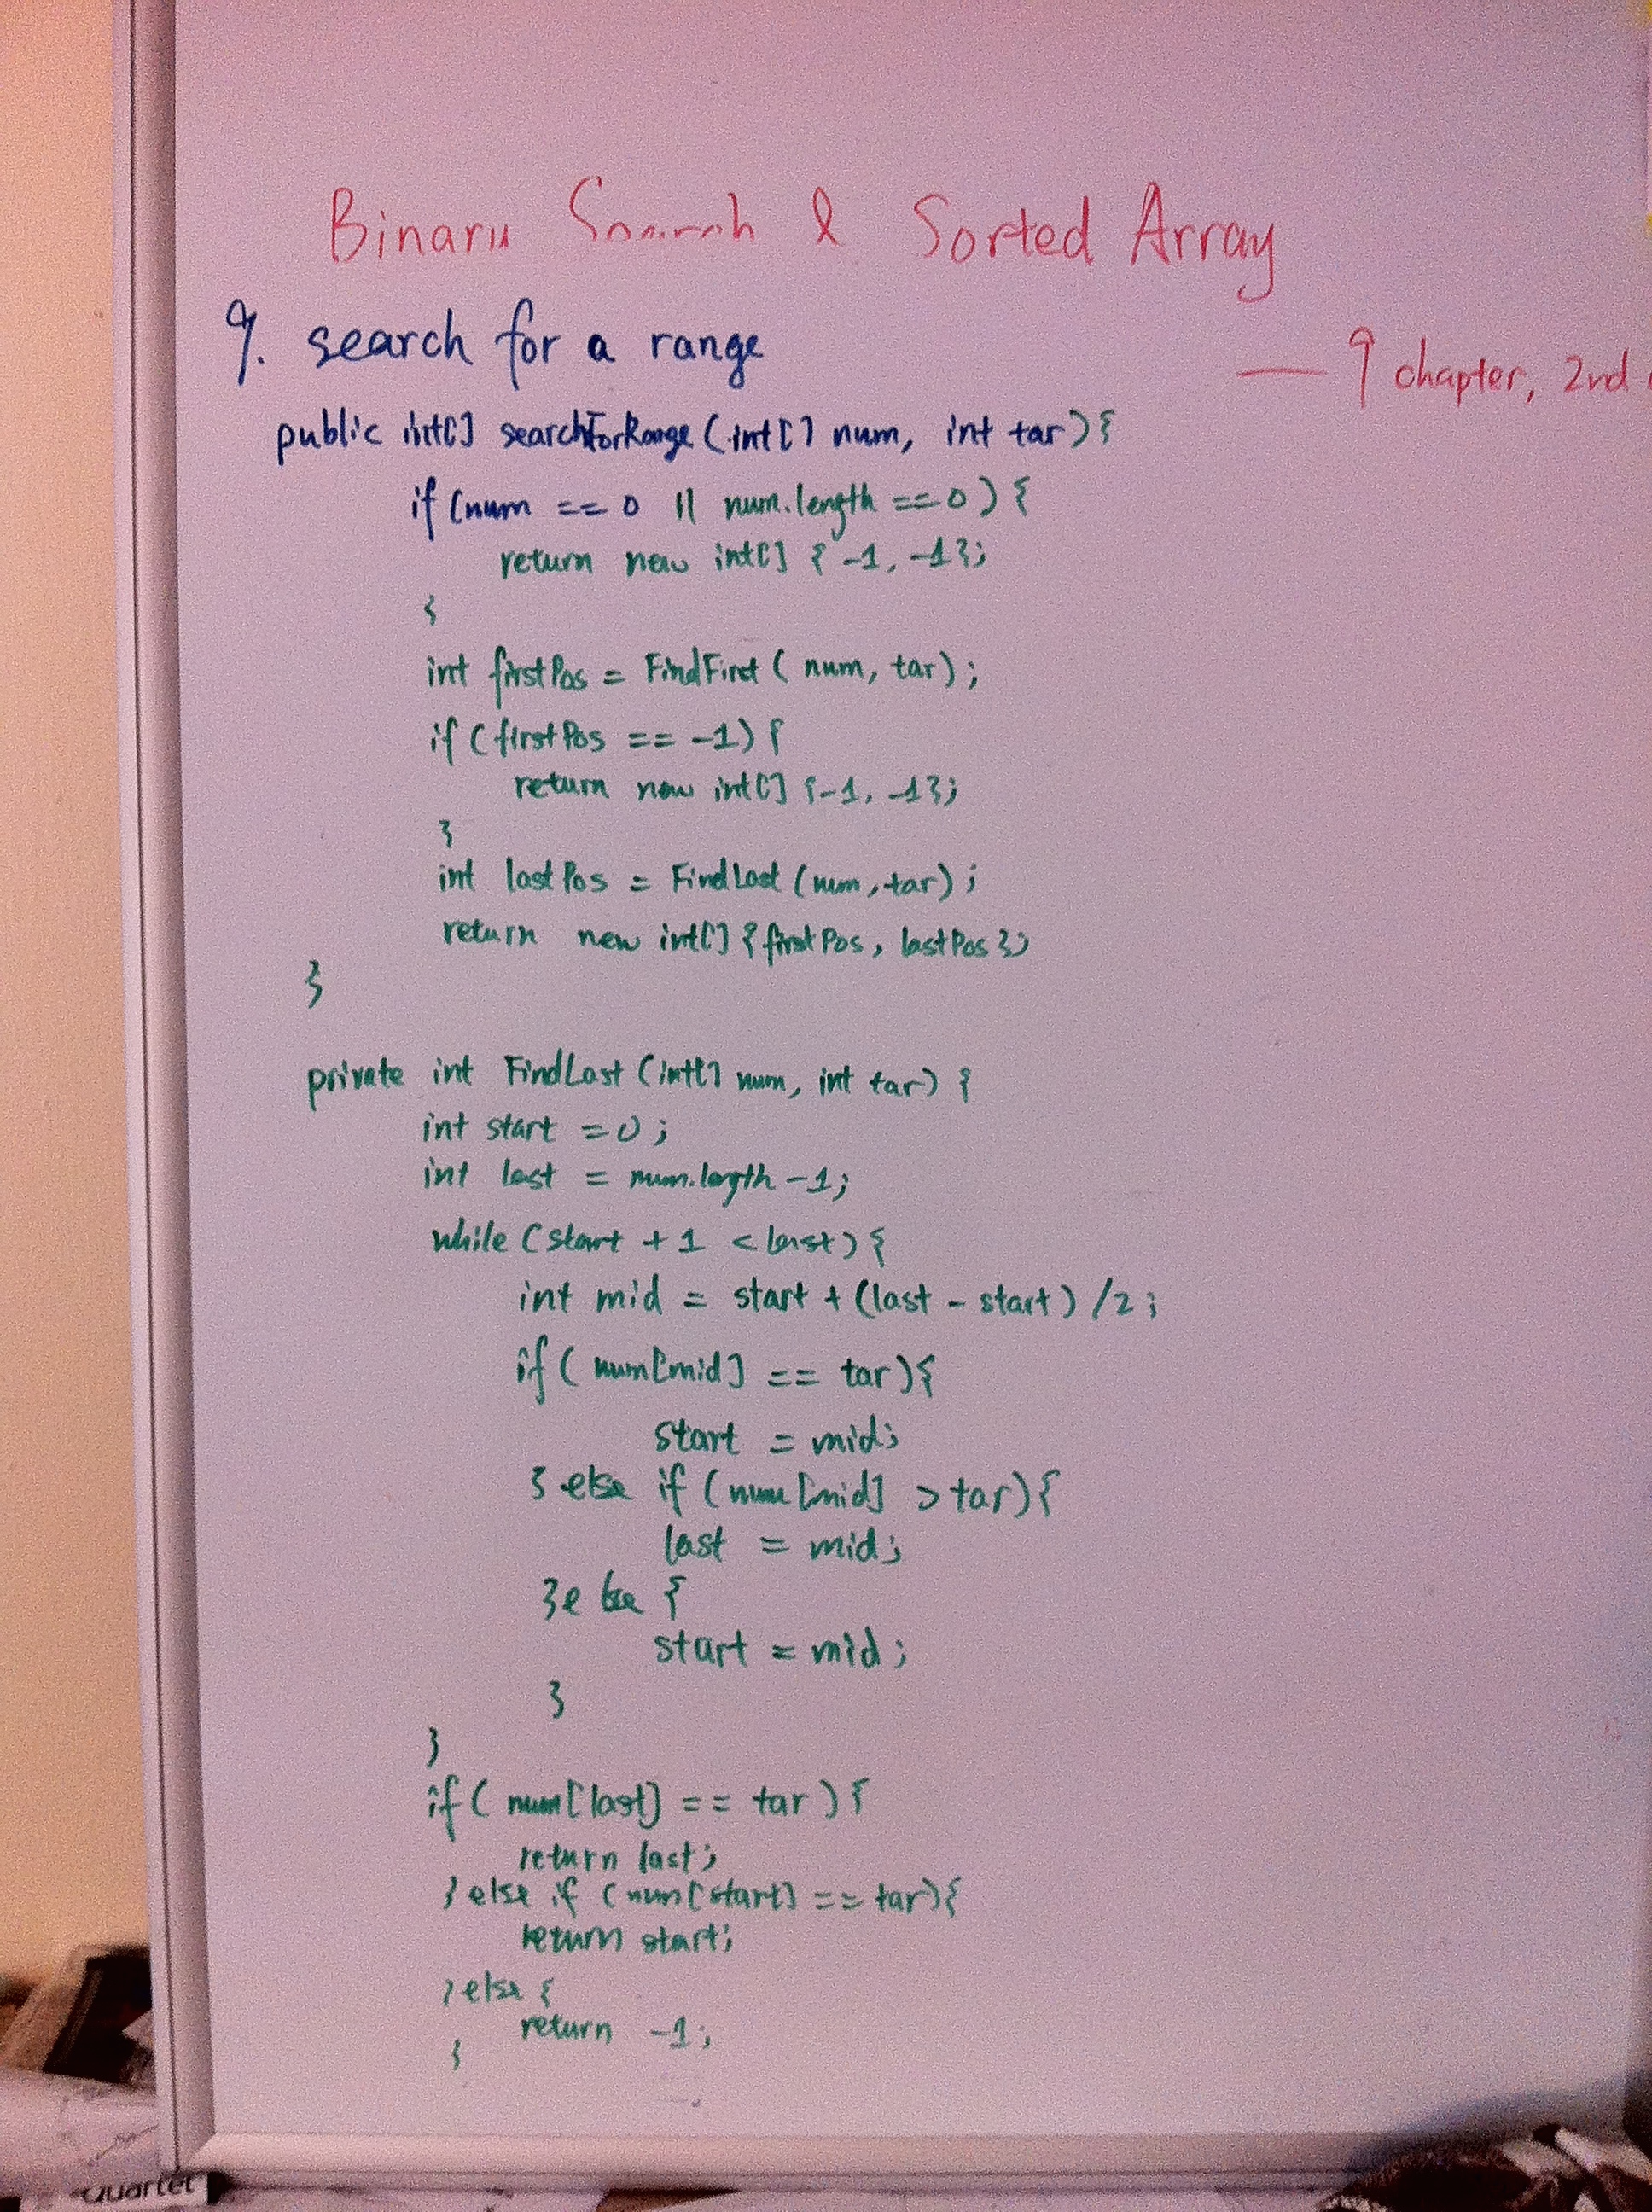 Binary Search & Sorted Array
9. search for a range
— 9 chapter, 2nd
public int[] searchForRange (int[] num, int tar) {
if (num == 0 || num.length == 0) {
return new int[] { -1, -1};
{
int firstPos = FindFirst ( num, tar);
if (firstPos == -1) {
return new int[] {-1, -1};
}
int lastPos = FindLast (num, tar);
return new int[] {firstPos, lastPos};
}
private int FindLast (int[] num, int tar) {
int start = 0;
int last = num.length -1;
while (start + 1 < last) {
int mid = start + (last - start) /2;
if ( num[mid] == tar) {
start = mid;
} else if (num [mid] > tar) {
last = mid;
} else {
start = mid;
}
}
if ( num [last] == tar ) {
return last;
} else if (num [start] == tar) {
return start;
} else {
return -1;
}
Quartet